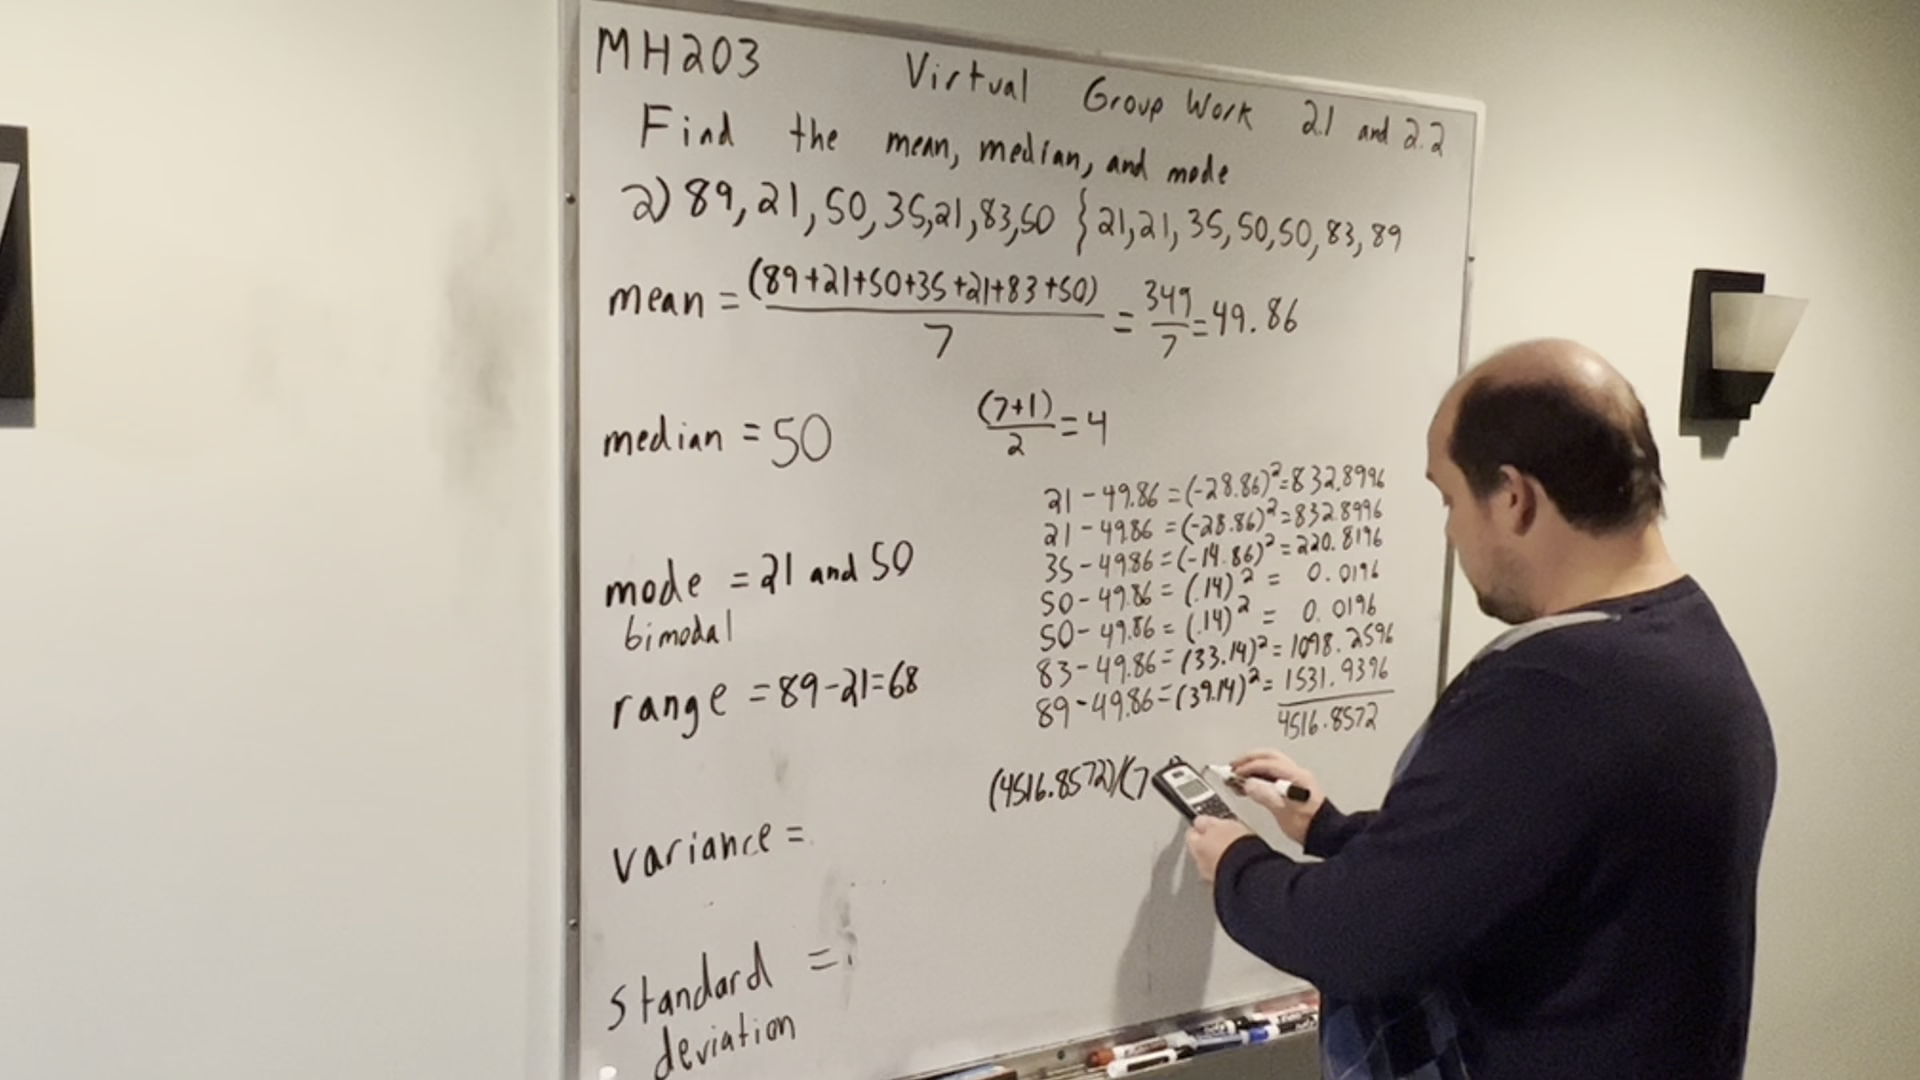 MH203 Virtual Group Work 2.1 and 2.2
Find the mean, median, and mode
2) 89, 21, 50, 35, 21, 83, 50 } 21, 21, 35, 50, 50, 83, 89
mean = (89+21+50+35+21+83+50) / 7 = 349/7 = 49.86
median = 50 (7+1)/2 = 4
21 - 49.86 = (-28.86)² = 832.8996
21 - 49.86 = (-28.86)² = 832.8996
35 - 49.86 = (-14.86)² = 220.8196
50 - 49.86 = (.14)² = 0.0196
50 - 49.86 = (.14)² = 0.0196
83 - 49.86 = (33.14)² = 1098.2596
89 - 49.86 = (39.14)² = 1531.9396
4516.8572
mode = 21 and 50
bimodal
range = 89-21=68
(4516.8572)/(7
variance =
standard =
deviation